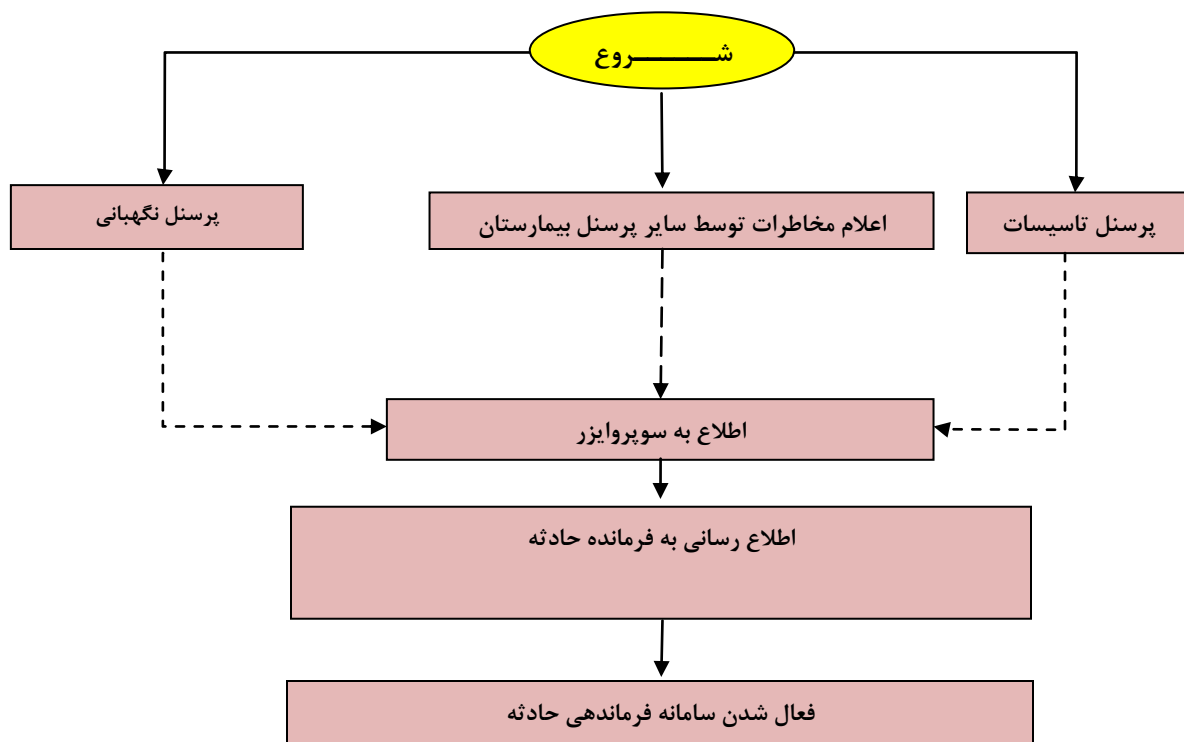 شـــــــــروع
پرسنل تاسیسات
اعلام مخاطرات توسط سایر پرسنل بیمارستان
پرسنل نگهبانی
اطلاع به سوپروایزر
اطلاع رسانی به فرمانده حادثه
فعال شدن سامانه فرماندهی حادثه